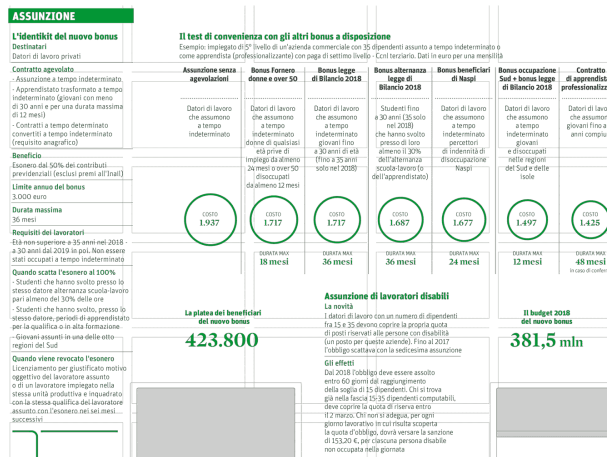 ASSUNZIONE
L'identikit del nuovo bonus
Destinatari
Datori di lavoro privati
Contratto agevolato
- Assunzione a tempo indeterminato
- Apprendistato trasformato a tempo
indeterminato (giovani con meno
di 30 anni e per una durata massima
di 12 mesi)
- Contratti a tempo determinato
convertiti a tempo indeterminato
(requisito anagrafico)
Beneficio
Esonero dal 50% dei contributi
previdenziali (esclusi premi all'Inail)
Limite annuo del bonus
3.000 euro
Durata massima
36 mesi
Requisiti dei lavoratori
Età non superiore a 35 anni nel 2018 -
a 30 anni dal 2019 in poi. Non essere
stati occupati a tempo indeterminato
Quando scatta l'esonero al 100%
- Studenti che hanno svolto presso lo
stesso datore alternanza scuola-lavoro
pari almeno del 30% delle ore
- Studenti che hanno svolto, presso lo
stesso datore, periodi di apprendistato
per la qualifica o in alta formazione
- Giovani assunti in una delle otto
regioni del Sud
Quando viene revocato l'esonero
Licenziamento per giustificato motivo
oggettivo del lavoratore assunto
o di un lavoratore impiegato nella
stessa unità produttiva e inquadrato
con la stessa qualifica del lavoratore
assunto con l'esonero nei sei mesi
successivi
Il test di convenienza con gli altri bonus a disposizione
Esempio: impiegato di 5° livello di un'azienda commerciale con 35 dipendenti assunto a tempo indeterminato o
come apprendista (professionalizzante) con paga di settimo livello - Ccnl terziario. Dati in euro per una mensilità
Assunzione senza
agevolazioni
Datori di lavoro
che assumono
a tempo
indeterminato
COSTO
1.937
Bonus Fornero
donne e over 50
Datori di lavoro
che assumono
a tempo
indeterminato
donne di qualsiasi
età prive di
impiego da almeno
24 mesi o over 50
disoccupati
da almeno 12 mesi
COSTO
1.717
DURATA MAX
18 mesi
Bonus legge
di Bilancio 2018
Datori di lavoro
che assumono
a tempo
indeterminato
giovani fino
a 30 anni di età
(fino a 35 anni
solo nel 2018)
COSTO
1.717
DURATA MAX
36 mesi
Bonus alternanza
legge di
Bilancio 2018
Studenti fino
a 30 anni (35 solo
nel 2018)
che hanno svolto
presso di loro
almeno il 30%
dell'alternanza
scuola-lavoro (o
dell'apprendistato)
COSTO
1.687
DURATA MAX
36 mesi
Bonus beneficiari
di Naspi
Datori di lavoro
che assumono
a tempo
indeterminato
percettori
di indennità di
disoccupazione
Naspi
COSTO
1.677
DURATA MAX
24 mesi
Bonus occupazione
Sud + bonus legge
di Bilancio 2018
Datori di lavoro
che assumono
a tempo
indeterminato
giovani
e disoccupati
nelle regioni
del Sud e delle
isole
COSTO
1.497
DURATA MAX
12 mesi
Contratto
di apprendista
professionalizz
Datori di lavo
che assumono
giovani fino a
anni compiu
COSTO
1.425
DURATA MAX
48 mesi
In caso di confer
La platea dei beneficiari
del nuovo bonus
423.800
Assunzione di lavoratori disabili
La novità
I datori di lavoro con un numero di dipendenti
fra 15 e 35 devono coprire la propria quota
di posti riservati alle persone con disabilità
(un posto per queste aziende). Fino al 2017
l'obbligo scattava con la sedicesima assunzione
Gli effetti
Dal 2018 l'obbligo deve essere assolto
entro 60 giorni dal raggiungimento
della soglia di 15 dipendenti. Chi si trova
già nella fascia 15-35 dipendenti computabili,
deve coprire la quota di riserva entro
il 2 marzo. Chi non si adegua, per ogni
giorno lavorativo in cui risulta scoperta
la quota d'obbligo, dovrà versare la sanzione
di 153,20 €, per ciascuna persona disabile
non occupata nella giornata
Il budget 2018
del nuovo bonus
381,5 mln